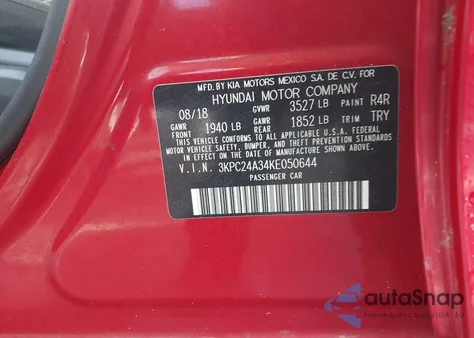 MFD. BY KIA MOTORS MEXICO S.A. DE C.V. FOR
HYUNDAI MOTOR COMPANY
08/18 GVWR 3527 LB PAINT R4R
GAWR FRONT 1940 LB GAWR REAR 1852 LB TRIM TRY
THIS VEHICLE CONFORMS TO ALL APPLICABLE U.S. FEDERAL MOTOR
VEHICLE SAFETY, BUMPER, AND THEFT PREVENTION STANDARDS
IN EFFECT ON THE DATE OF MANUFACTURE SHOWN ABOVE.
V.I.N. 3KPC24A34KE050644
PASSENGER CAR
autoSnap